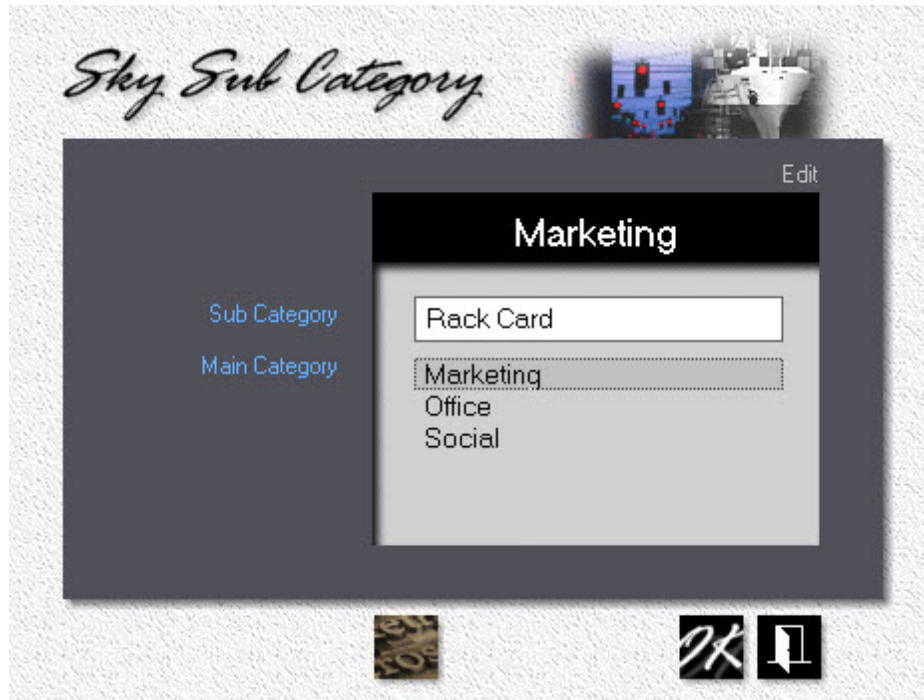 Sky Sub Category
Edit
Marketing
Sub Category
Rack Card
Main Category
Marketing
Office
Social
OK